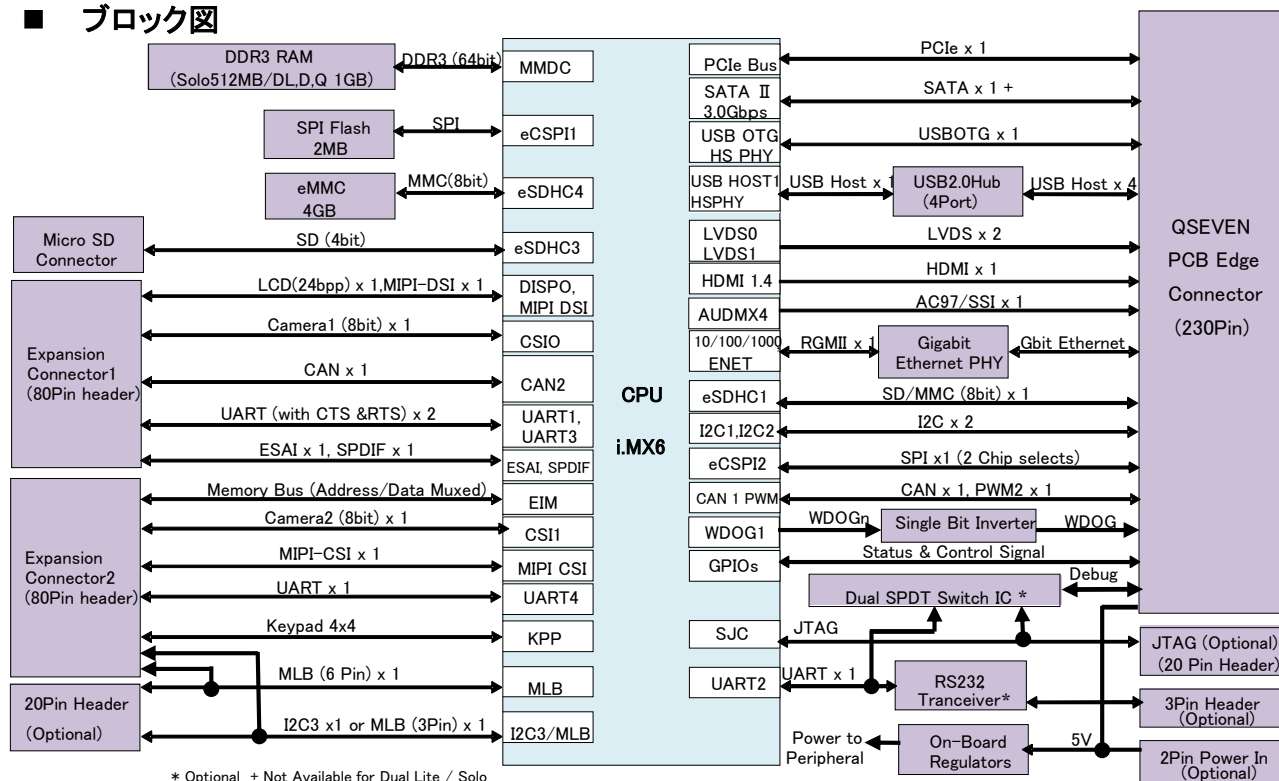 ■ ブロック図
DDR3 RAM
(Solo512MB/DL,D,Q 1GB)
DDR3 (64bit)
MMDC
SPI Flash
2MB
SPI
eCSPI1
eMMC
4GB
MMC(8bit)
eSDHC4
Micro SD
Connector
SD (4bit)
eSDHC3
Expansion
Connector1
(80Pin header)
LCD(24bpp) x 1,MIPI-DSI x 1
DISPO,
MIPI DSI
Camera1 (8bit) x 1
CSIO
CAN x 1
CAN2
UART (with CTS &RTS) x 2
UART1,
UART3
ESAI x 1, SPDIF x 1
ESAI, SPDIF
Expansion
Connector2
(80Pin header)
Memory Bus (Address/Data Muxed)
EIM
Camera2 (8bit) x 1
CSI1
MIPI-CSI x 1
MIPI CSI
UART x 1
UART4
Keypad 4x4
KPP
20Pin Header
(Optional)
MLB (6 Pin) x 1
MLB
I2C3 x1 or MLB (3Pin) x 1
I2C3/MLB
CPU
i.MX6
PCIe Bus
PCIe x 1
SATA Ⅱ
3.0Gbps
SATA x 1 +
USB OTG
HS PHY
USBOTG x 1
USB HOST1
HSPHY
USB Host x 1
USB2.0Hub
(4Port)
USB Host x 4
LVDS0
LVDS1
LVDS x 2
HDMI 1.4
HDMI x 1
AUDMX4
AC97/SSI x 1
10/100/1000
ENET
RGMII x 1
Gigabit
Ethernet PHY
Gbit Ethernet
eSDHC1
SD/MMC (8bit) x 1
I2C1,I2C2
I2C x 2
eCSPI2
SPI x1 (2 Chip selects)
CAN 1 PWM
CAN x 1, PWM2 x 1
WDOG1
WDOGn
Single Bit Inverter
WDOG
GPIOs
Status & Control Signal
Dual SPDT Switch IC *
Debug
SJC
JTAG
UART2
UART x 1
RS232
Tranceiver*
Power to
Peripheral
On-Board
Regulators
5V
QSEVEN
PCB Edge
Connector
(230Pin)
JTAG (Optional)
(20 Pin Header)
3Pin Header
(Optional)
2Pin Power In
(Optional)
* Optional + Not Available for Dual Lite / Solo